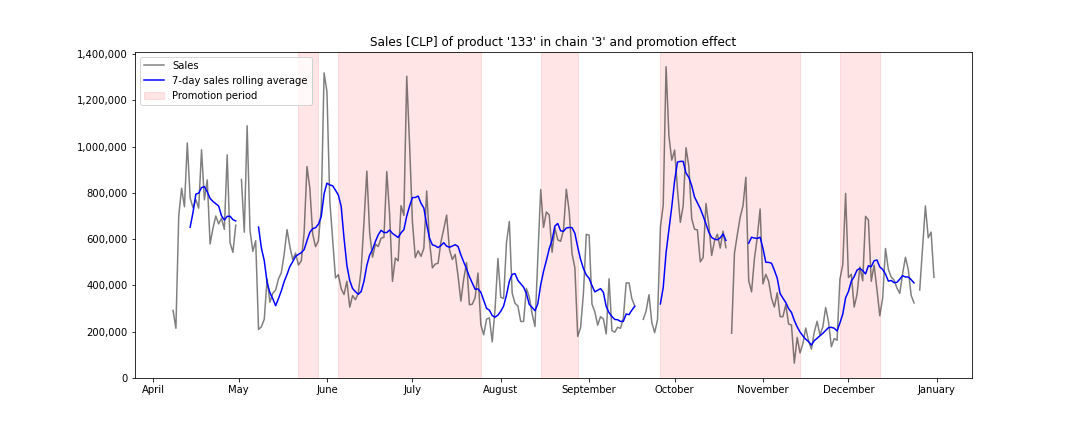 Sales [CLP] of product '133' in chain '3' and promotion effect
1,400,000
1,200,000
1,000,000
800,000
600,000
400,000
200,000
0
Sales
7-day sales rolling average
Promotion period
April May June July August September October November December January